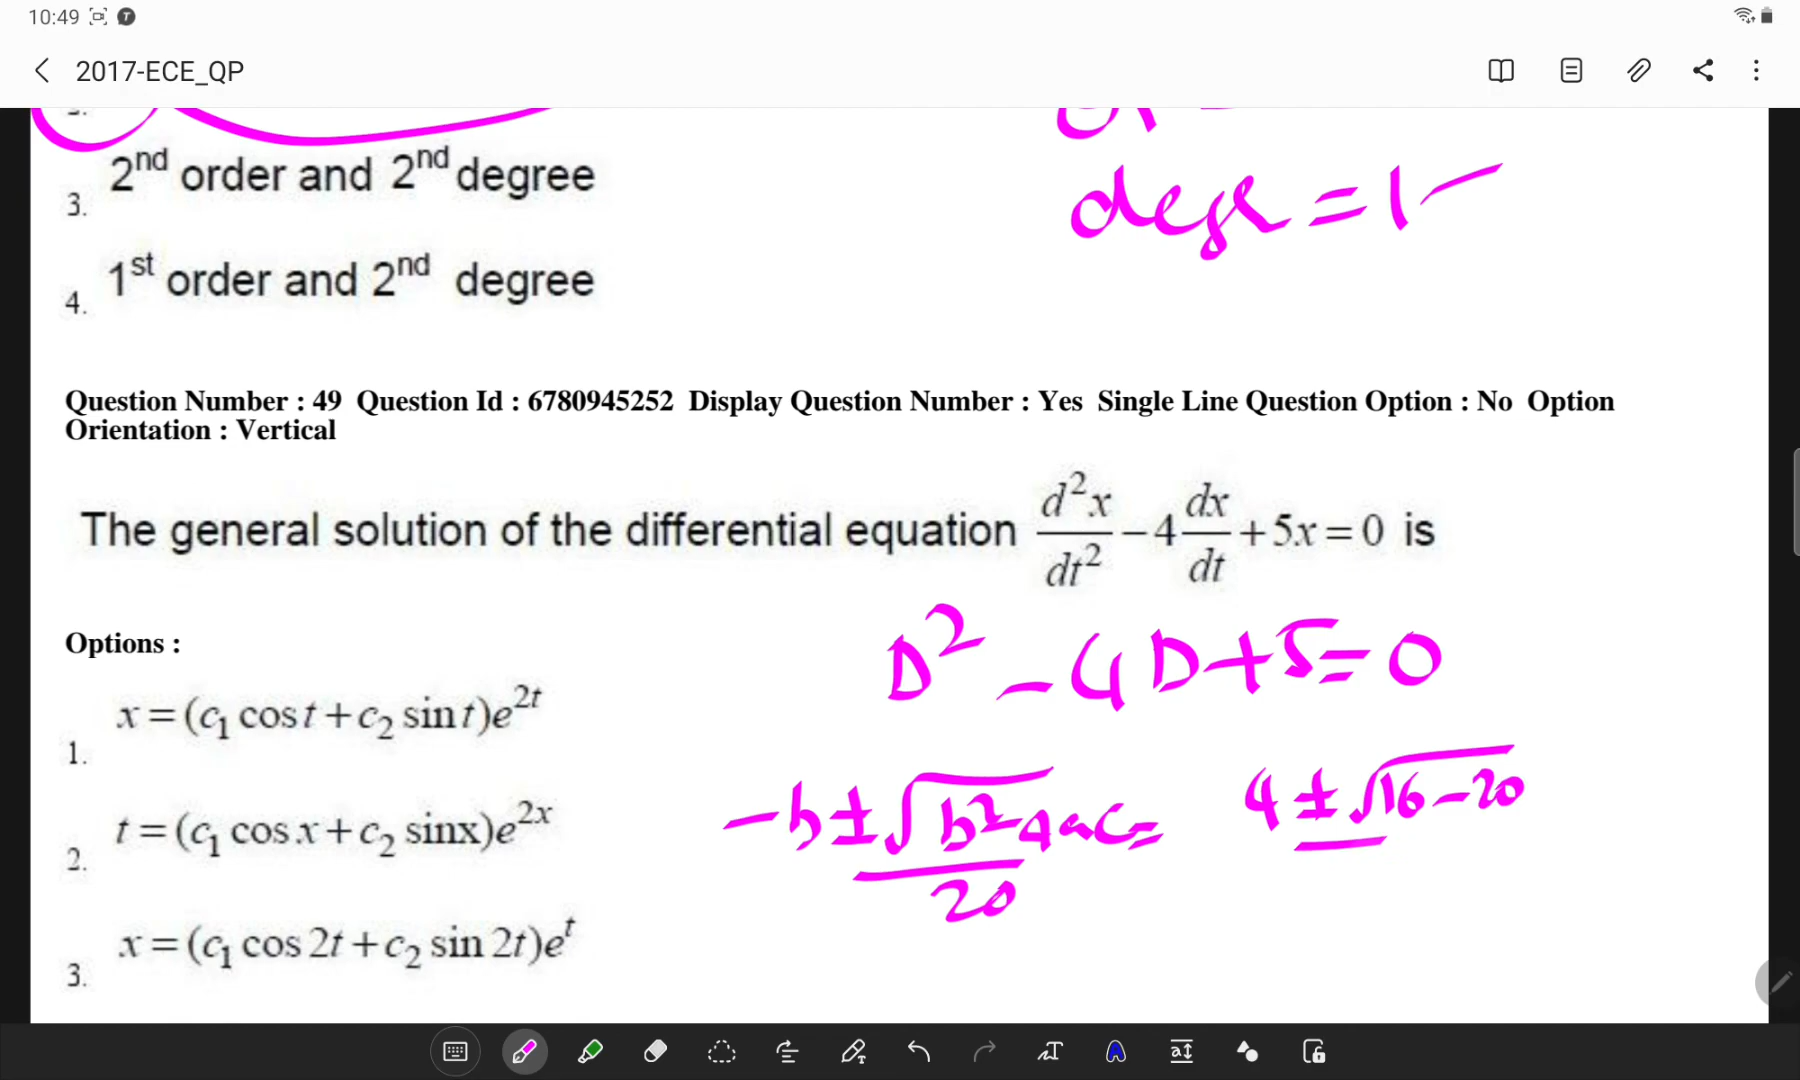 10:49
2017-ECE_QP
3. 2nd order and 2nd degree
degre = 1
4. 1st order and 2nd degree
Question Number : 49 Question Id : 6780945252 Display Question Number : Yes Single Line Question Option : No Option
Orientation : Vertical
The general solution of the differential equation d²x/dt² − 4 dx/dt + 5x = 0 is
D² − 4D + 5 = 0
Options :
1. x = (c₁ cos t + c₂ sin t)e^2t
−b ± √b² 4ac = / 20
4 ± √16 − 20
2. t = (c₁ cos x + c₂ sinx)e^2x
3. x = (c₁ cos 2t + c₂ sin 2t)e^t